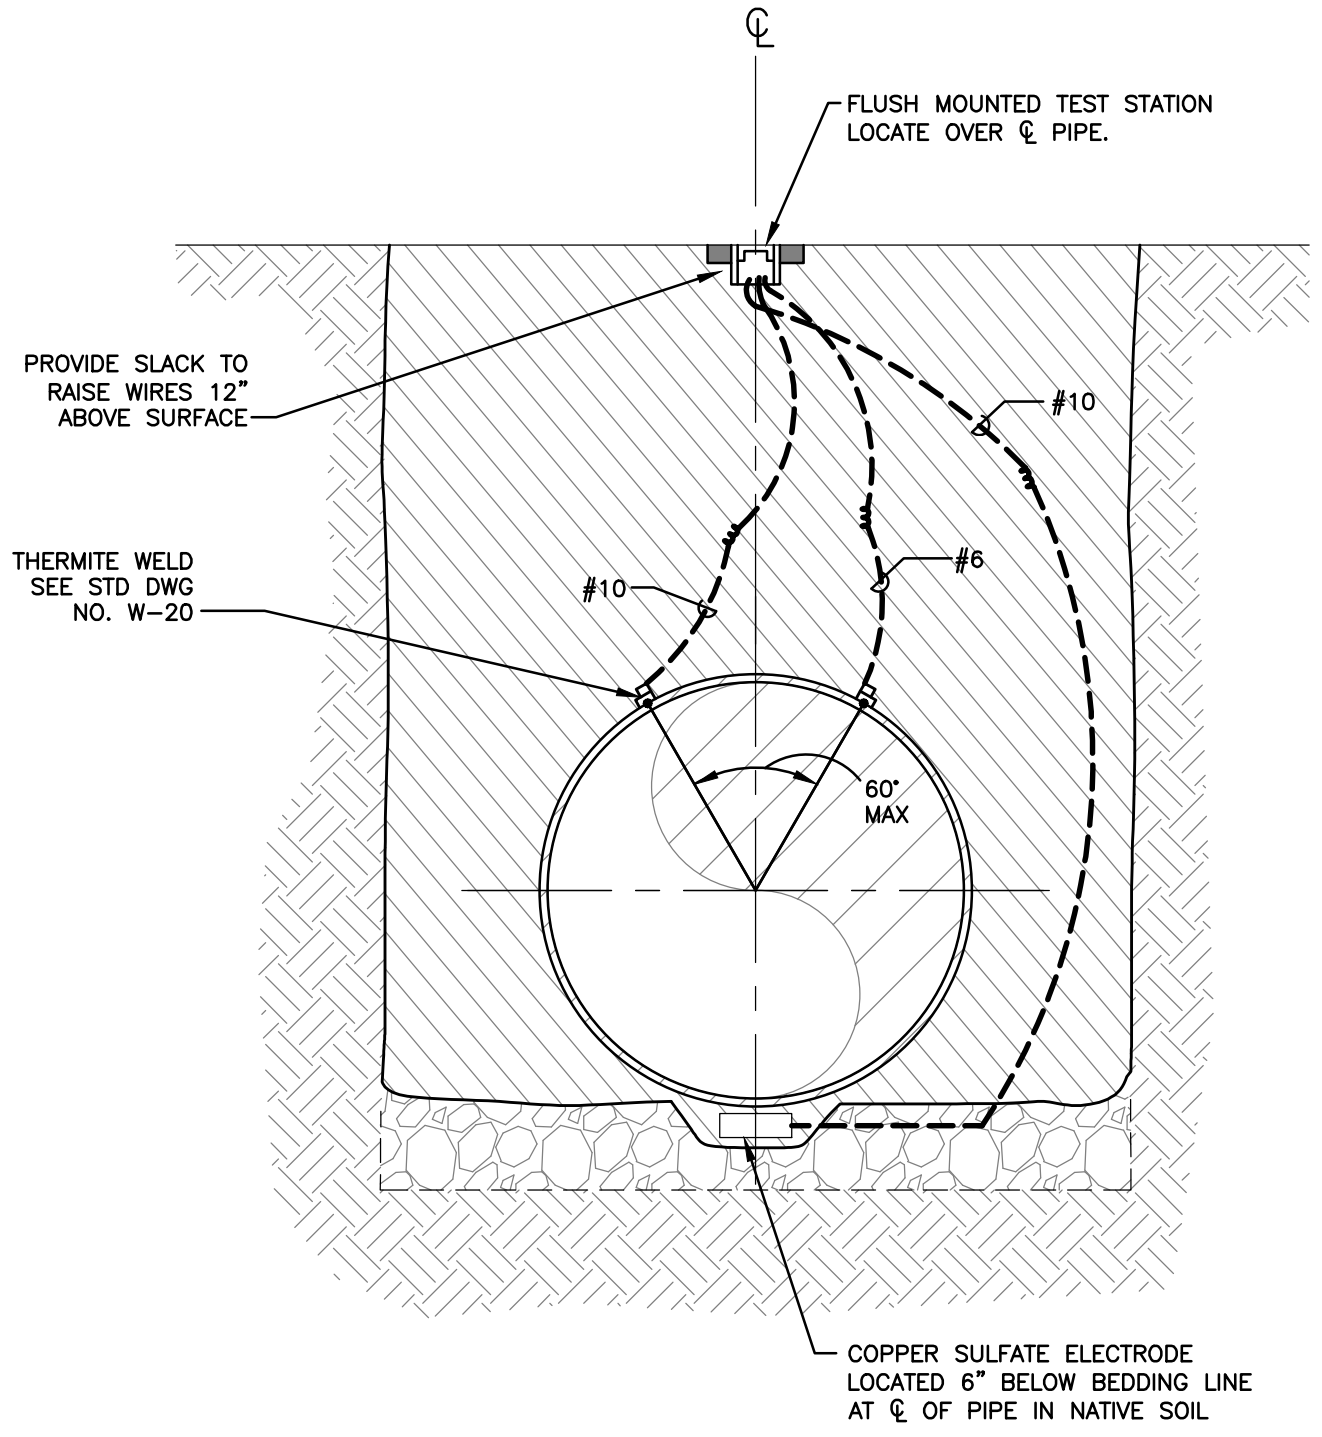 ℄
FLUSH MOUNTED TEST STATION
LOCATE OVER ℄ PIPE.
PROVIDE SLACK TO
RAISE WIRES 12”
ABOVE SURFACE
#10
THERMITE WELD
SEE STD DWG
NO. W-20
#10
#6
60°
MAX
COPPER SULFATE ELECTRODE
LOCATED 6” BELOW BEDDING LINE
AT ℄ OF PIPE IN NATIVE SOIL